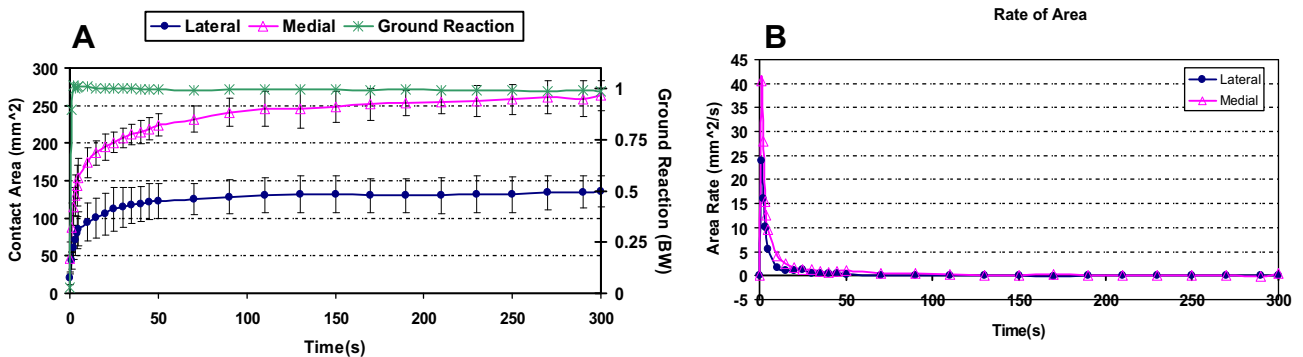 A
Lateral Medial Ground Reaction
Contact Area (mm^2)
300
250
200
150
100
50
0
0 50 100 150 200 250 300
Time(s)
1
0.75
0.5
0.25
0
Ground Reaction (BW)
Rate of Area
B
Area Rate (mm^2/s)
45
40
35
30
25
20
15
10
5
0
-5
0 50 100 150 200 250 300
Time(s)
Lateral
Medial